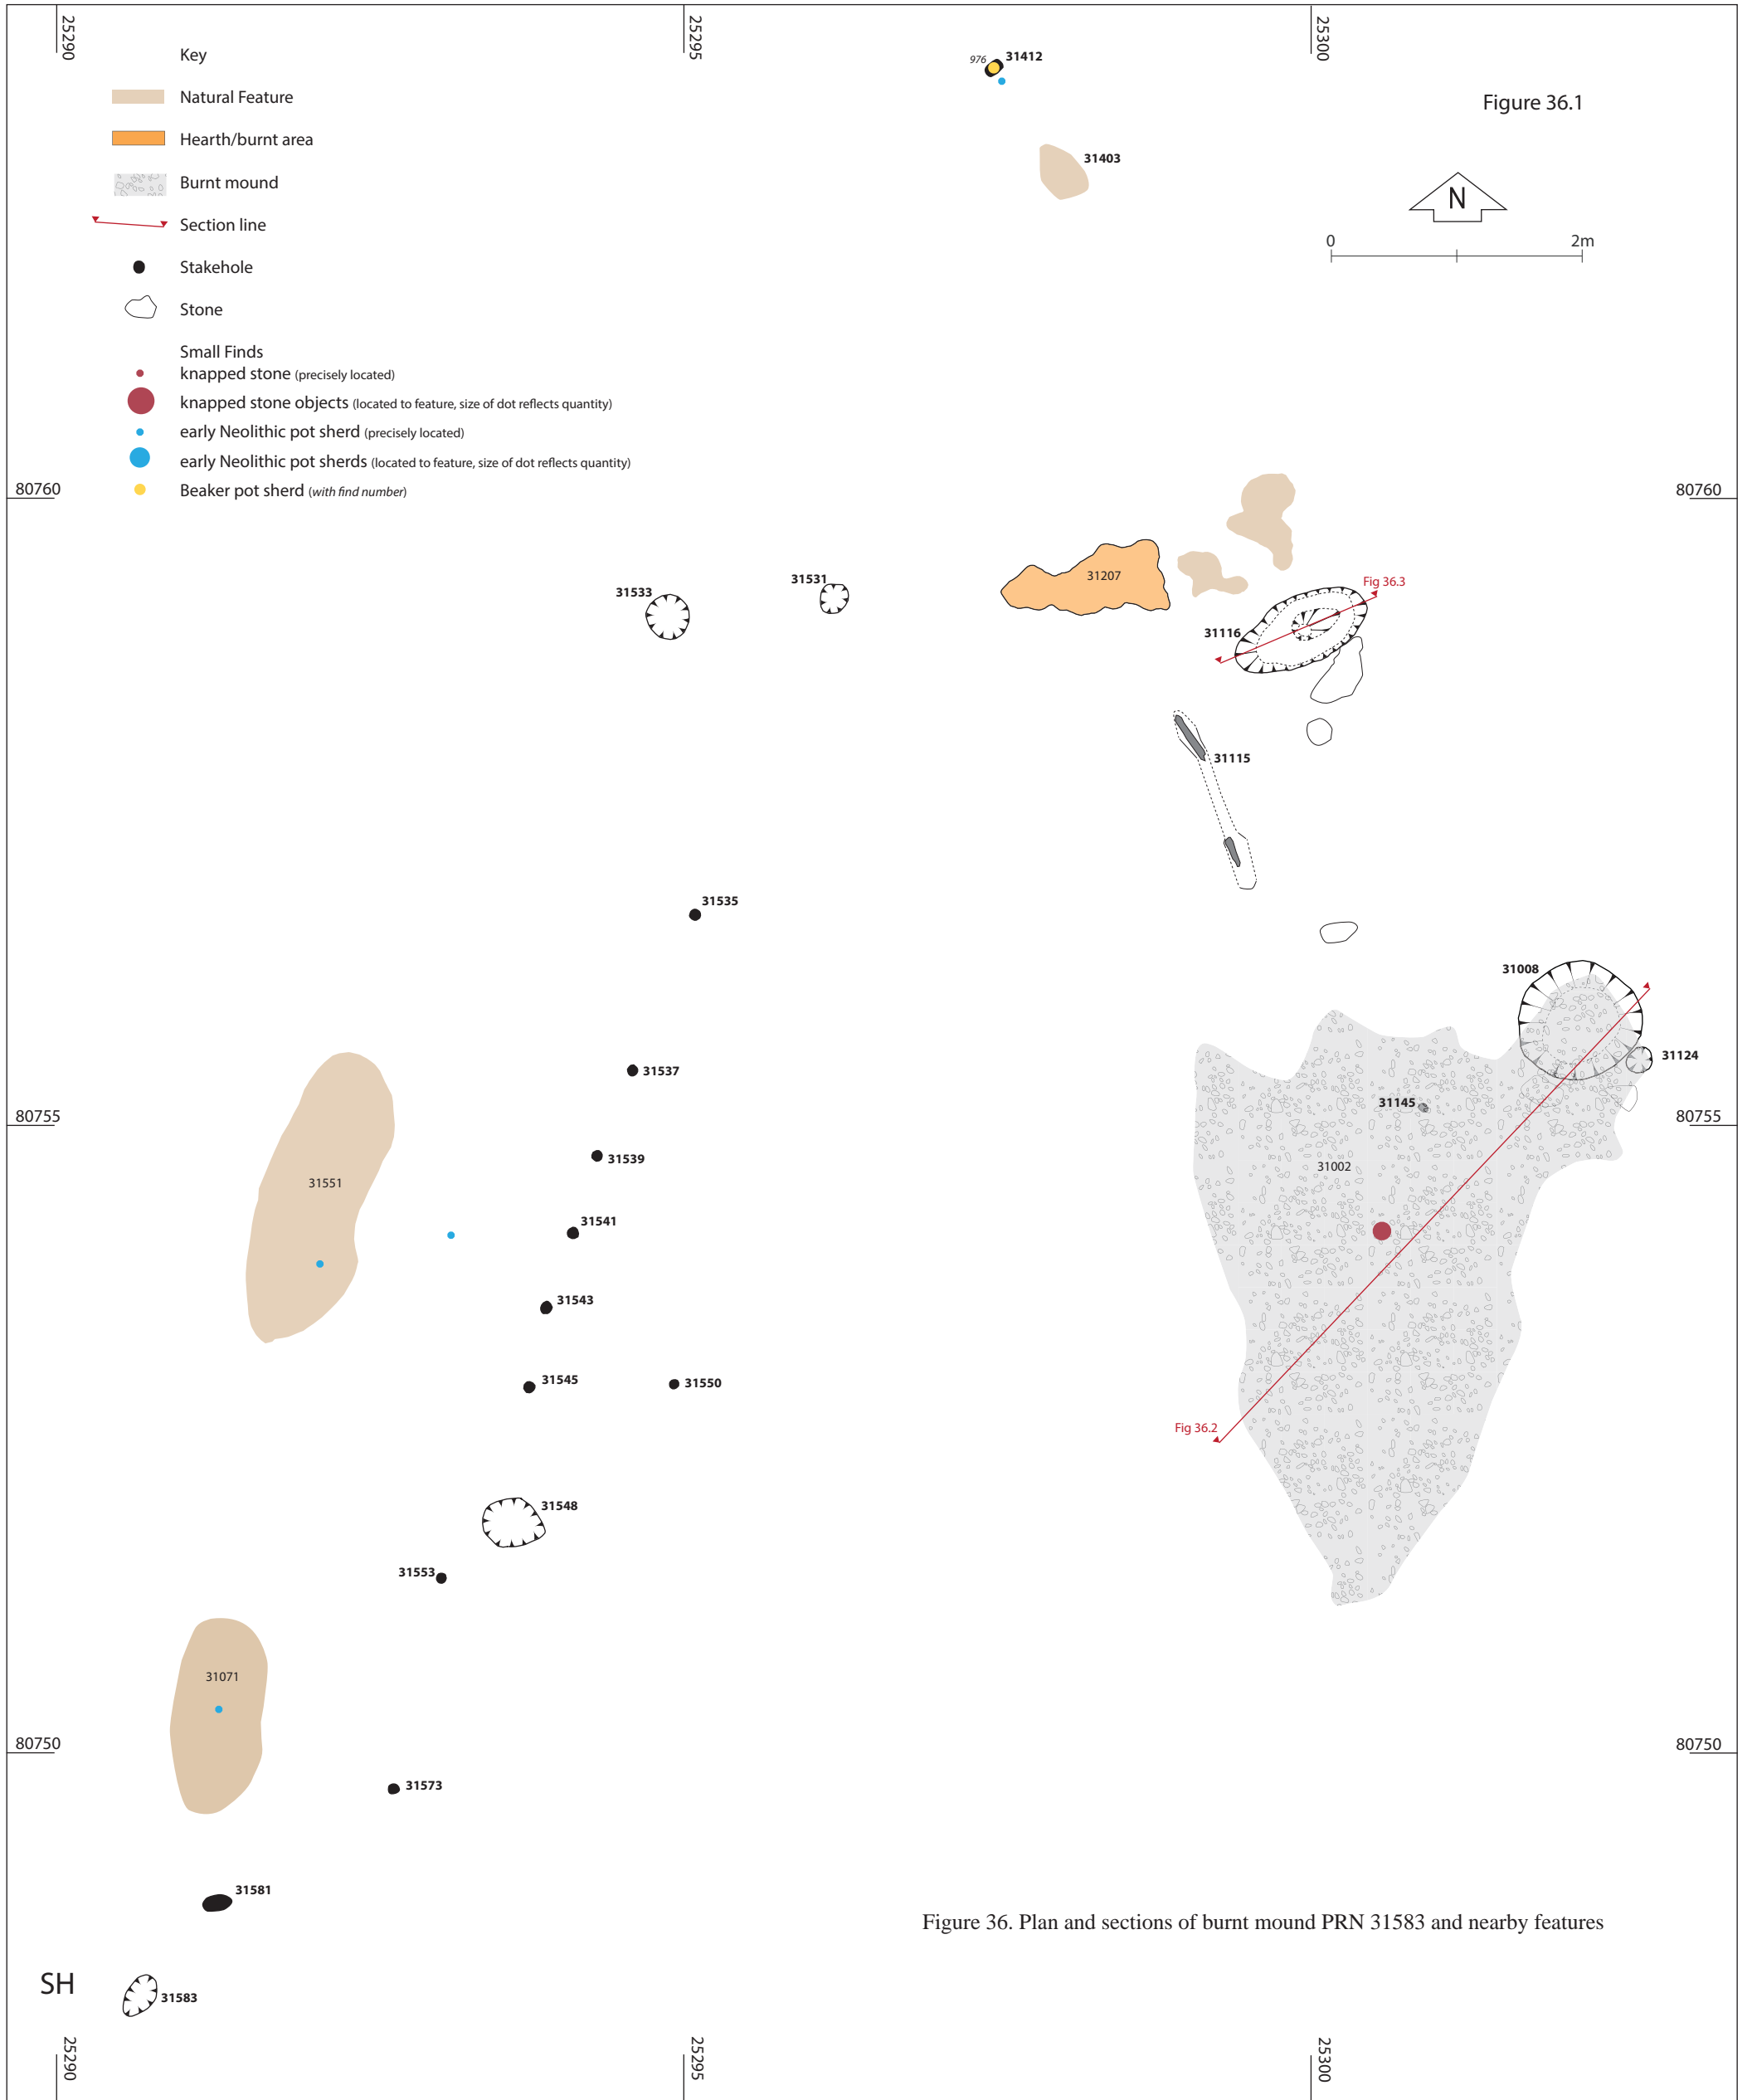 25290
25295
25300
Key
Natural Feature
Hearth/burnt area
Burnt mound
Section line
Stakehole
Stone
Small Finds
knapped stone (precisely located)
knapped stone objects (located to feature, size of dot reflects quantity)
early Neolithic pot sherd (precisely located)
early Neolithic pot sherds (located to feature, size of dot reflects quantity)
Beaker pot sherd (with find number)
976
31412
31403
Figure 36.1
N
0 2m
80760
80760
31533
31531
31207
Fig 36.3
31116
31115
31535
31008
31124
31537
31145
80755
80755
31539
31002
31551
31541
31543
31545
31550
Fig 36.2
31548
31553
31071
80750
80750
31573
31581
Figure 36. Plan and sections of burnt mound PRN 31583 and nearby features
SH
31583
25290
25295
25300